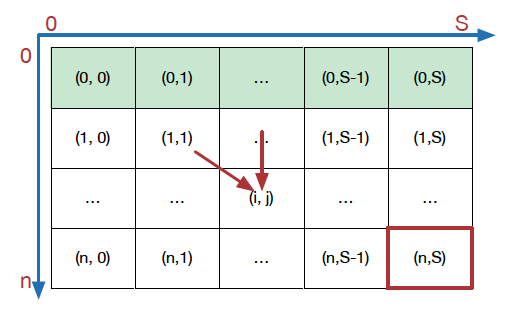 0 S
0
(0, 0) (0,1) ... (0,S-1) (0,S)
(1, 0) (1,1) ... (1,S-1) (1,S)
... ... (i, j) ... ...
(n, 0) (n,1) ... (n,S-1) (n,S)
n